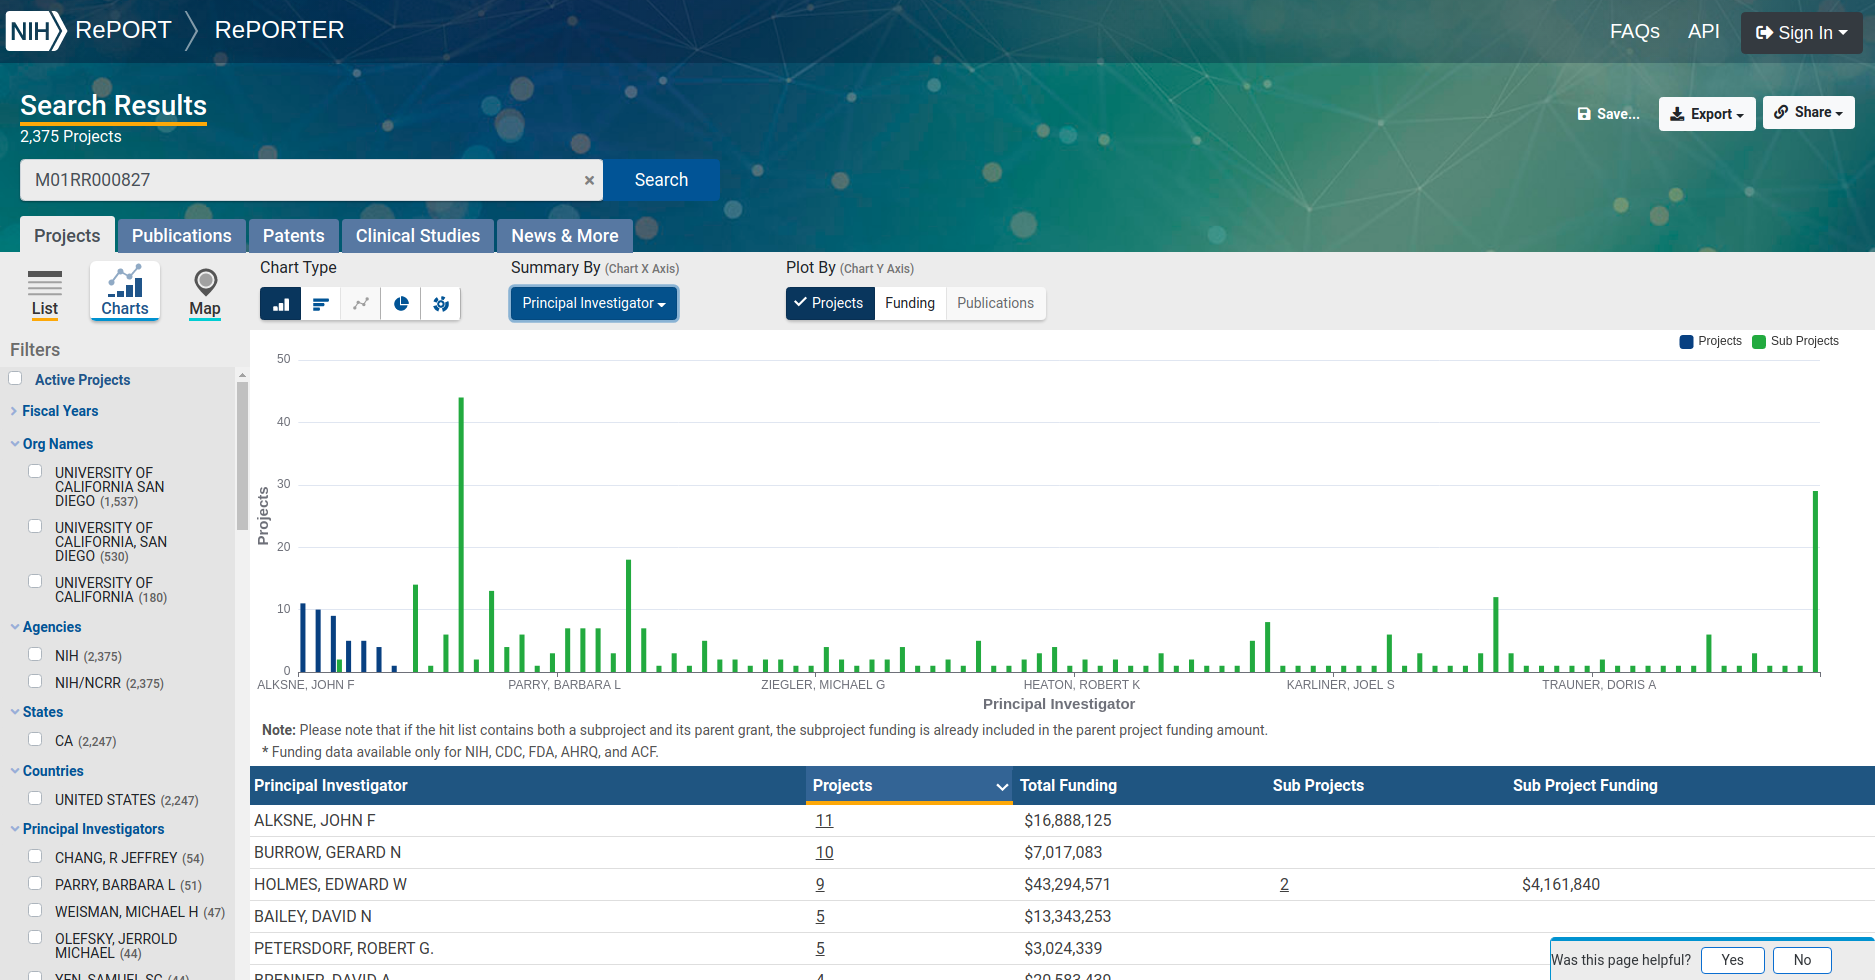 NIH RePORT RePORTER FAQs API Sign In
Search Results
2,375 Projects
Save... Export Share
M01RR000827 × Search
Projects Publications Patents Clinical Studies News & More
List Charts Map
Chart Type
Summary By (Chart X Axis)
Principal Investigator
Plot By (Chart Y Axis)
Projects Funding Publications
Filters
Active Projects
Fiscal Years
Org Names
UNIVERSITY OF
CALIFORNIA SAN
DIEGO (1,537)
UNIVERSITY OF
CALIFORNIA, SAN
DIEGO (530)
UNIVERSITY OF
CALIFORNIA (180)
Agencies
NIH (2,375)
NIH/NCRR (2,375)
States
CA (2,247)
Countries
UNITED STATES (2,247)
Principal Investigators
CHANG, R JEFFREY (54)
PARRY, BARBARA L (51)
WEISMAN, MICHAEL H (47)
OLEFSKY, JERROLD
MICHAEL (44)
YEN, SAMUEL SC (44)
Projects Sub Projects
50
40
30
20
10
0
Projects
ALKSNE, JOHN F PARRY, BARBARA L ZIEGLER, MICHAEL G HEATON, ROBERT K KARLINER, JOEL S TRAUNER, DORIS A
Principal Investigator
Note: Please note that if the hit list contains both a subproject and its parent grant, the subproject funding is already included in the parent project funding amount.
* Funding data available only for NIH, CDC, FDA, AHRQ, and ACF.
Principal Investigator Projects Total Funding Sub Projects Sub Project Funding
ALKSNE, JOHN F 11 $16,888,125
BURROW, GERARD N 10 $7,017,083
HOLMES, EDWARD W 9 $43,294,571 2 $4,161,840
BAILEY, DAVID N 5 $13,343,253
PETERSDORF, ROBERT G. 5 $3,024,339
BRENNER, DAVID A 4 $20,583,439
Was this page helpful? Yes No